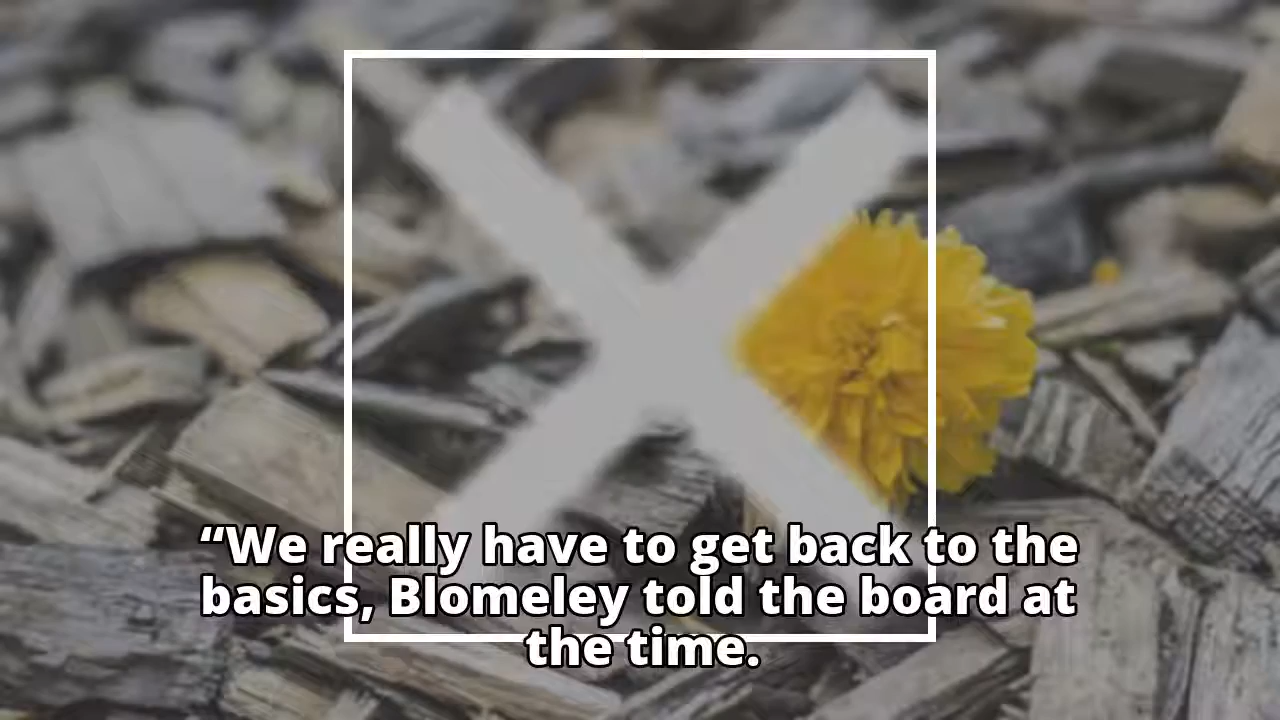 “We really have to get back to the
basics, Blomeley told the board at
the time.